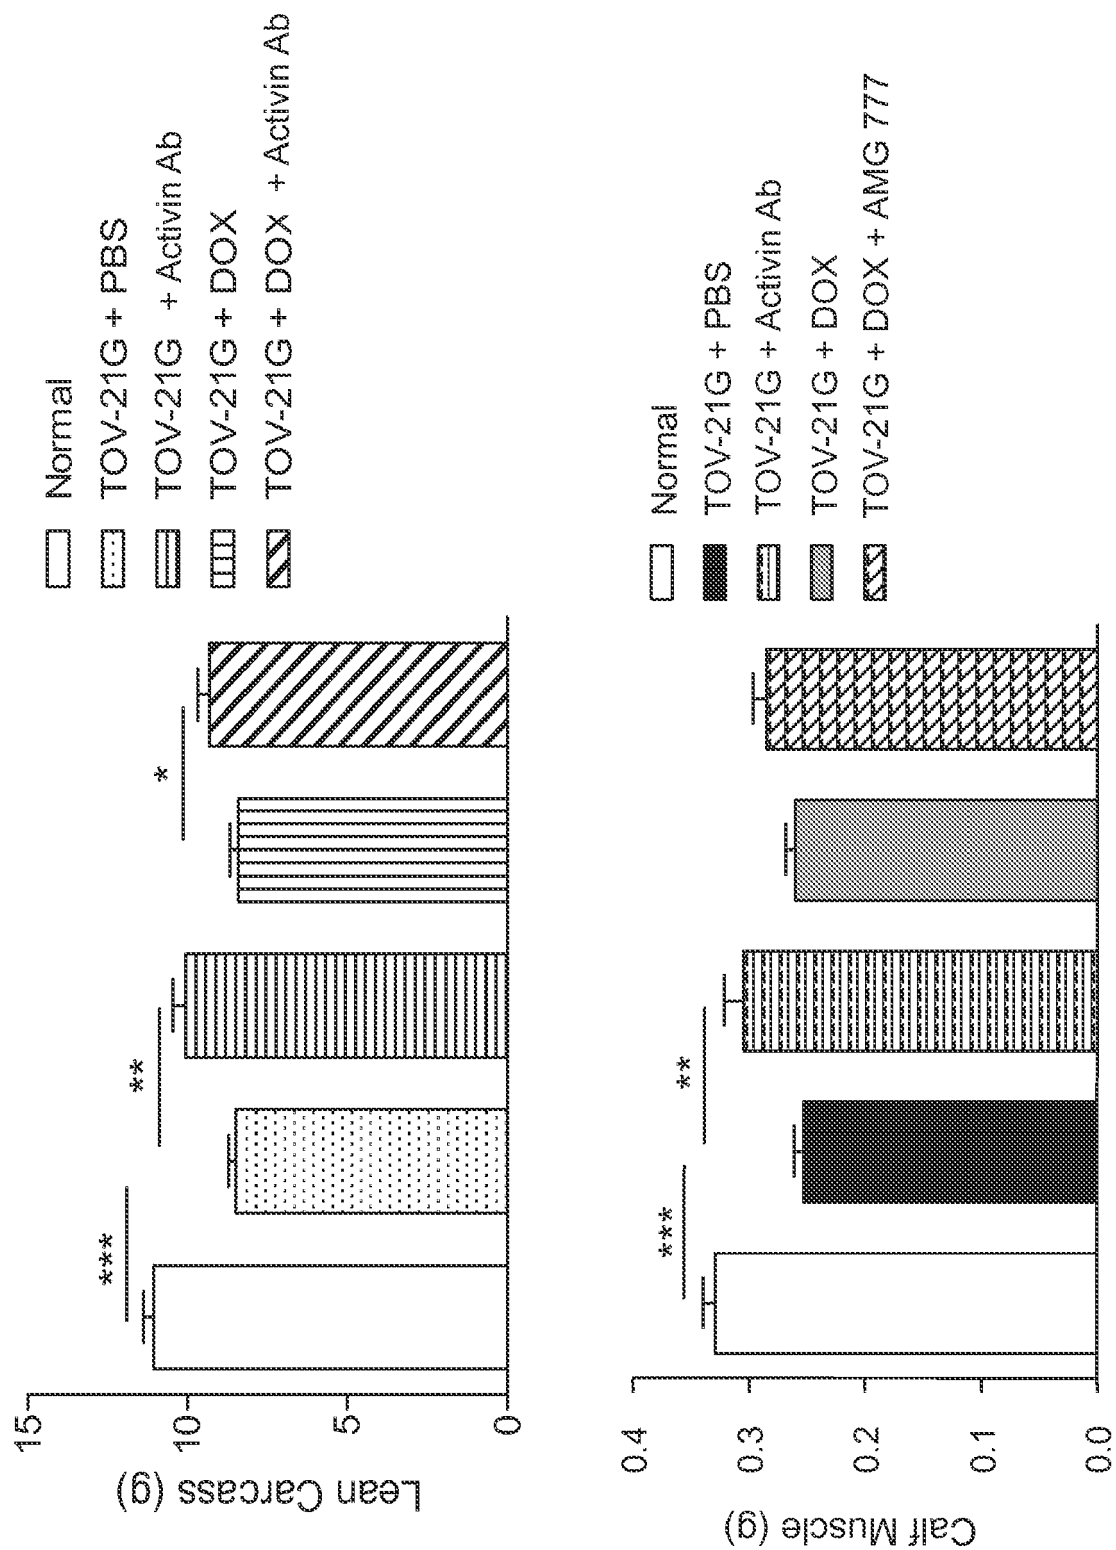 Lean Carcass (g)
15
10
5
0
***
**
*
Normal
TOV-21G + PBS
TOV-21G + Activin Ab
TOV-21G + DOX
TOV-21G + DOX + Activin Ab
Calf Muscle (g)
0.4
0.3
0.2
0.1
0.0
***
**
Normal
TOV-21G + PBS
TOV-21G + Activin Ab
TOV-21G + DOX
TOV-21G + DOX + AMG 777